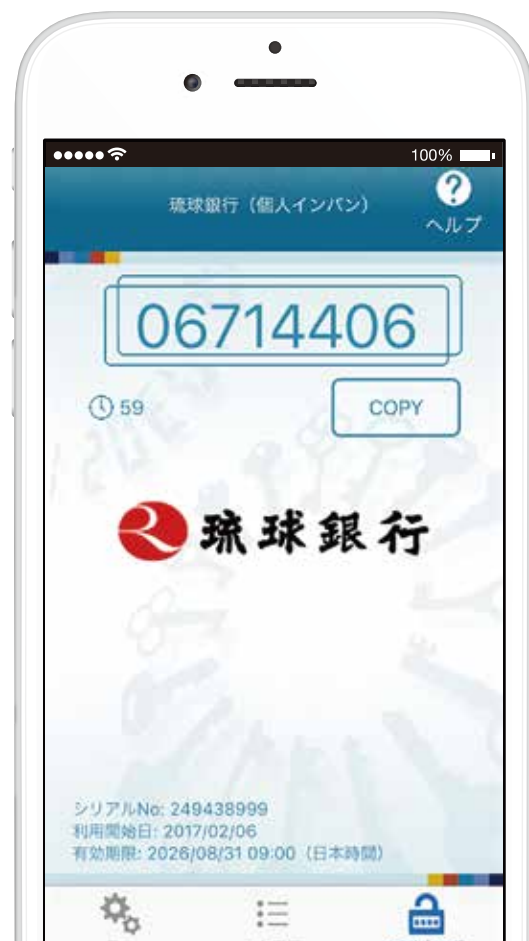 100%
琉球銀行（個人インバン）
?
ヘルプ
06714406
59
COPY
R 琉球銀行
シリアルNo: 249438999
利用開始日: 2017/02/06
有効期限: 2026/08/31 09:00（日本時間）